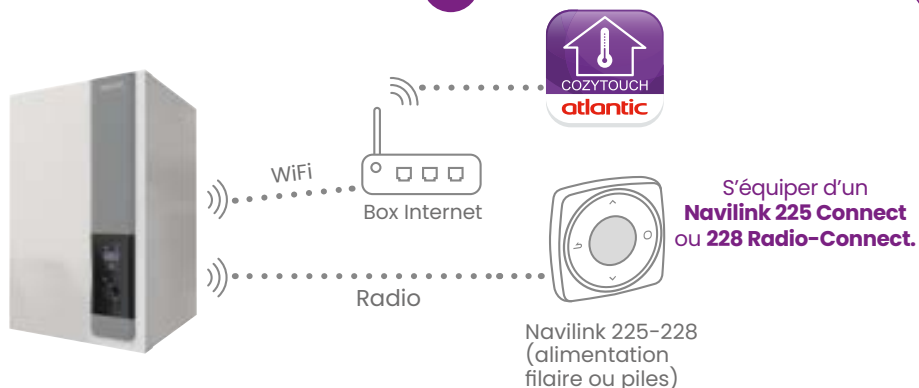 COZYTOUCH
atlantic
WiFi
Box Internet
S'équiper d'un
Navilink 225 Connect
ou 228 Radio-Connect.
Radio
Navilink 225-228
(alimentation
filaire ou piles)